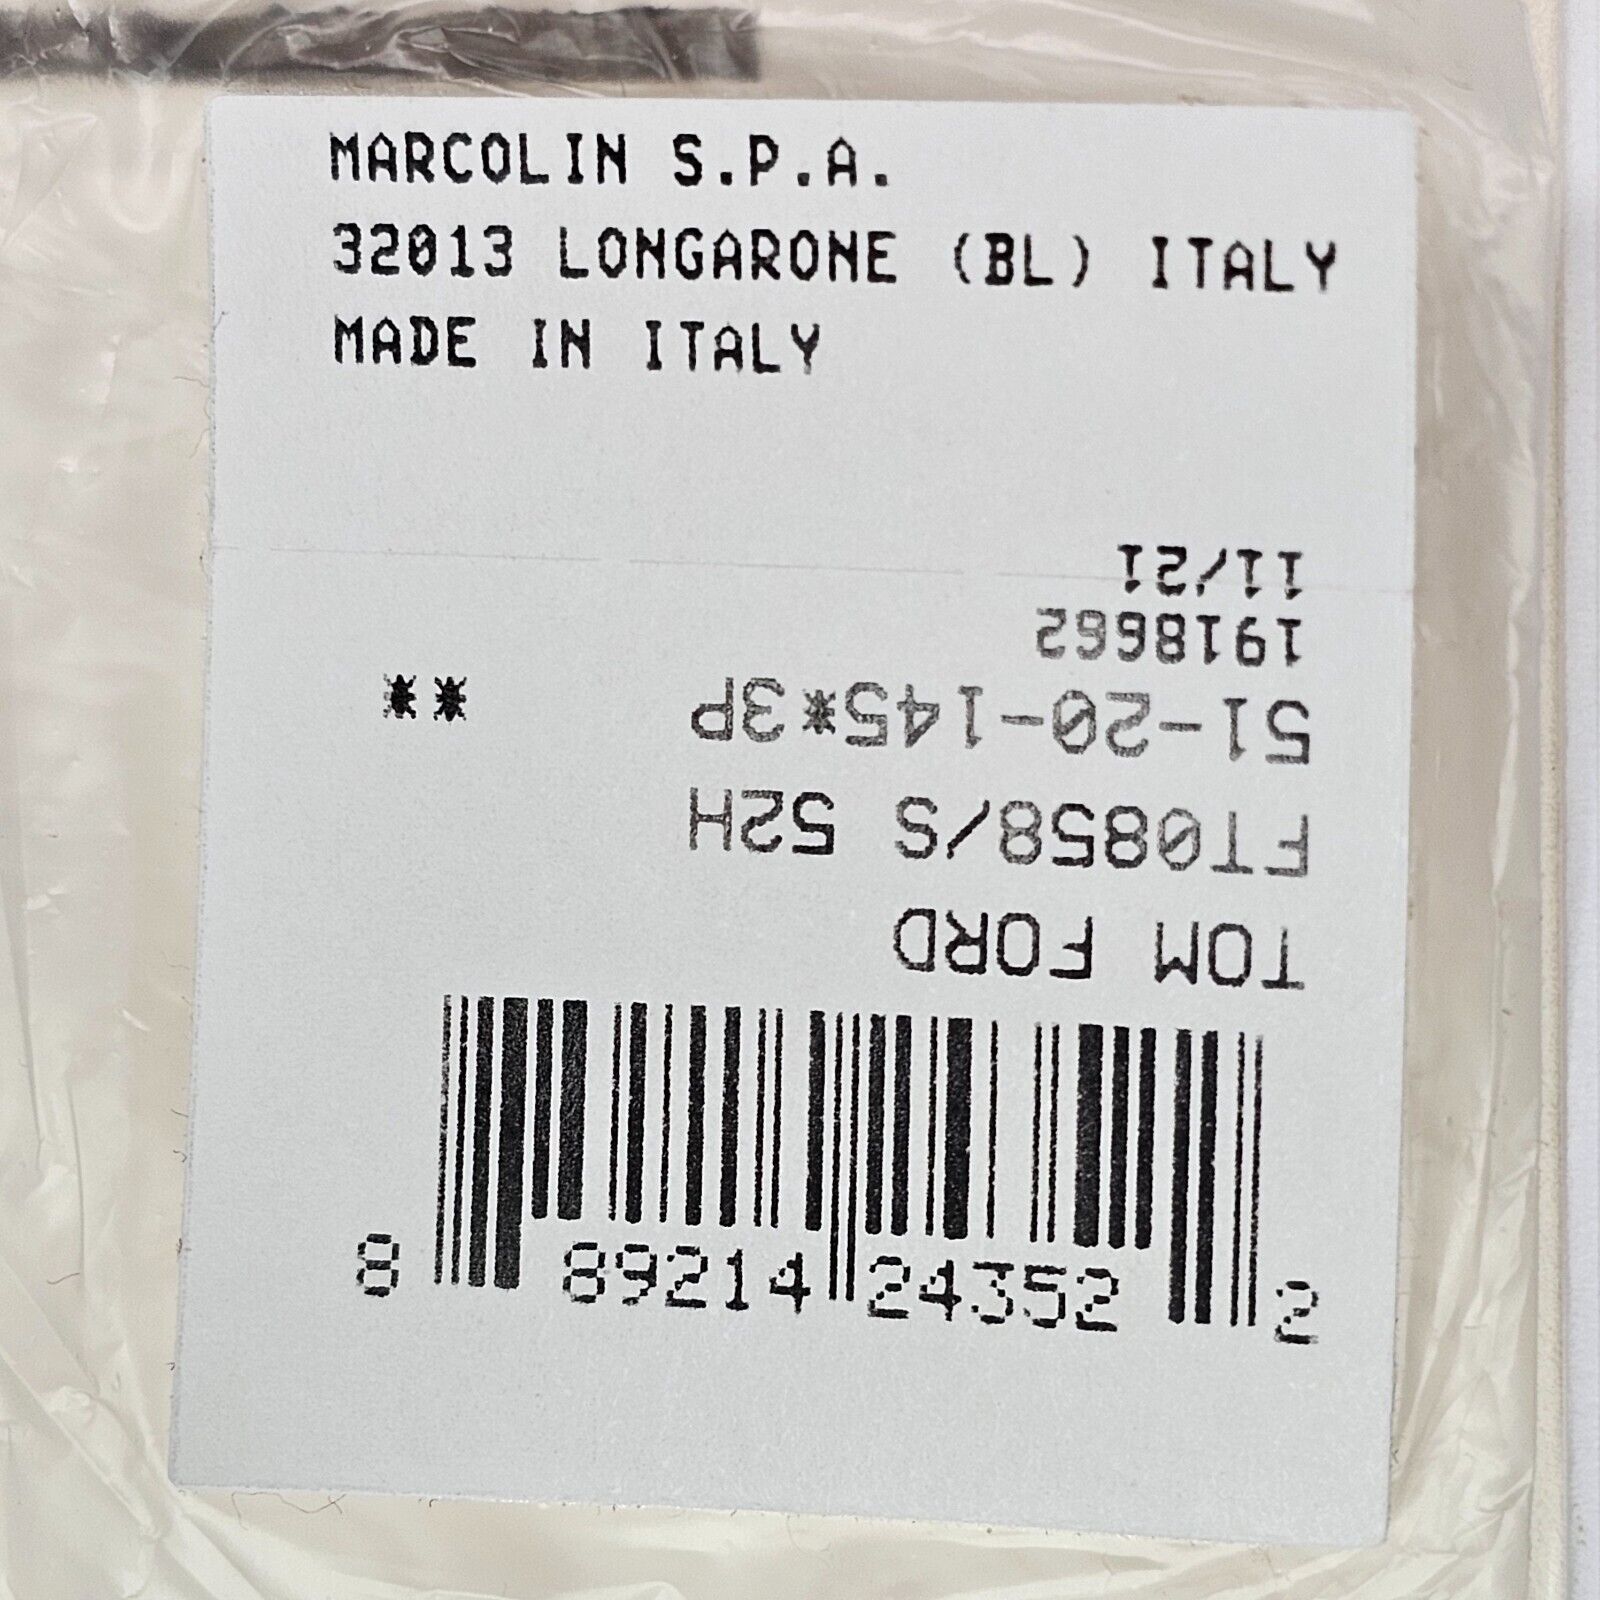 MARCOLIN S.P.A.
32013 LONGARONE (BL) ITALY
MADE IN ITALY
TOM FORD
FT0858/S 52H
51-20-145*3P **
1918662
11/21
8 89214 24352 2